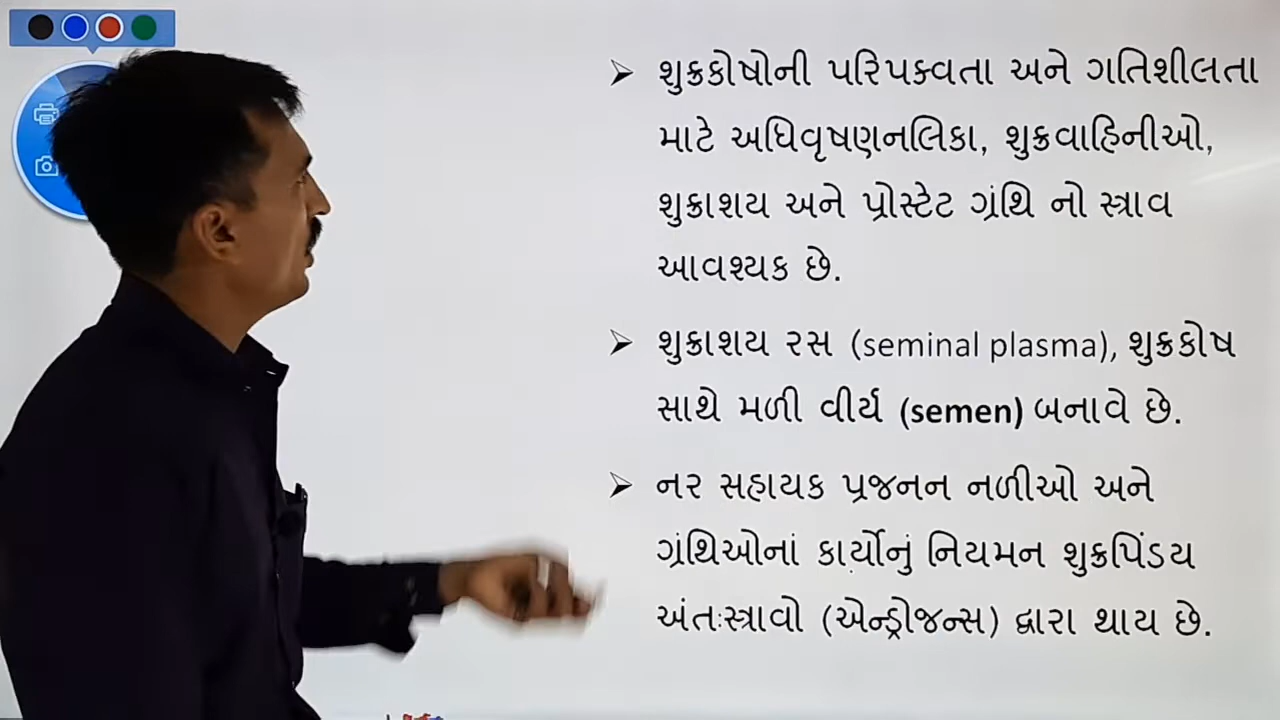 ➢ શુક્રકોષોની પરિપક્વતા અને ગતિશીલતા
માટે અધિવૃષણનલિકા, શુક્રવાહિનીઓ,
શુક્રાશય અને પ્રોસ્ટેટ ગ્રંથિ નો સ્ત્રાવ
આવશ્યક છે.
➢ શુક્રાશય રસ (seminal plasma), શુક્રકોષ
સાથે મળી વીર્ય (semen) બનાવે છે.
➢ નર સહાયક પ્રજનન નળીઓ અને
ગ્રંથિઓનાં કાર્યોનું નિયમન શુક્રપિંડય
અંતઃસ્ત્રાવો (એન્ડ્રોજન્સ) દ્વારા થાય છે.